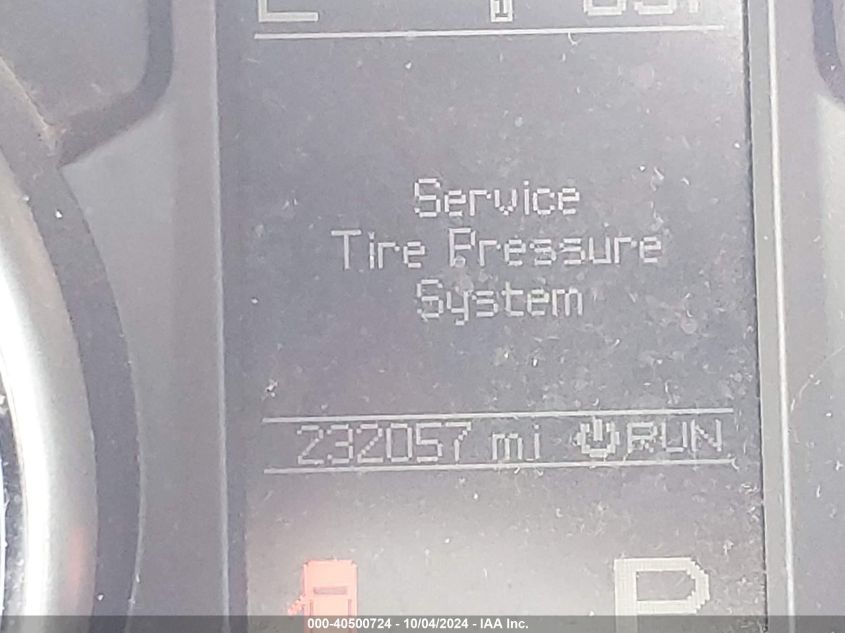 Service
Tire Pressure
System
232057 mi RUN
P
000-40500724 - 10/04/2024 - IAA Inc.